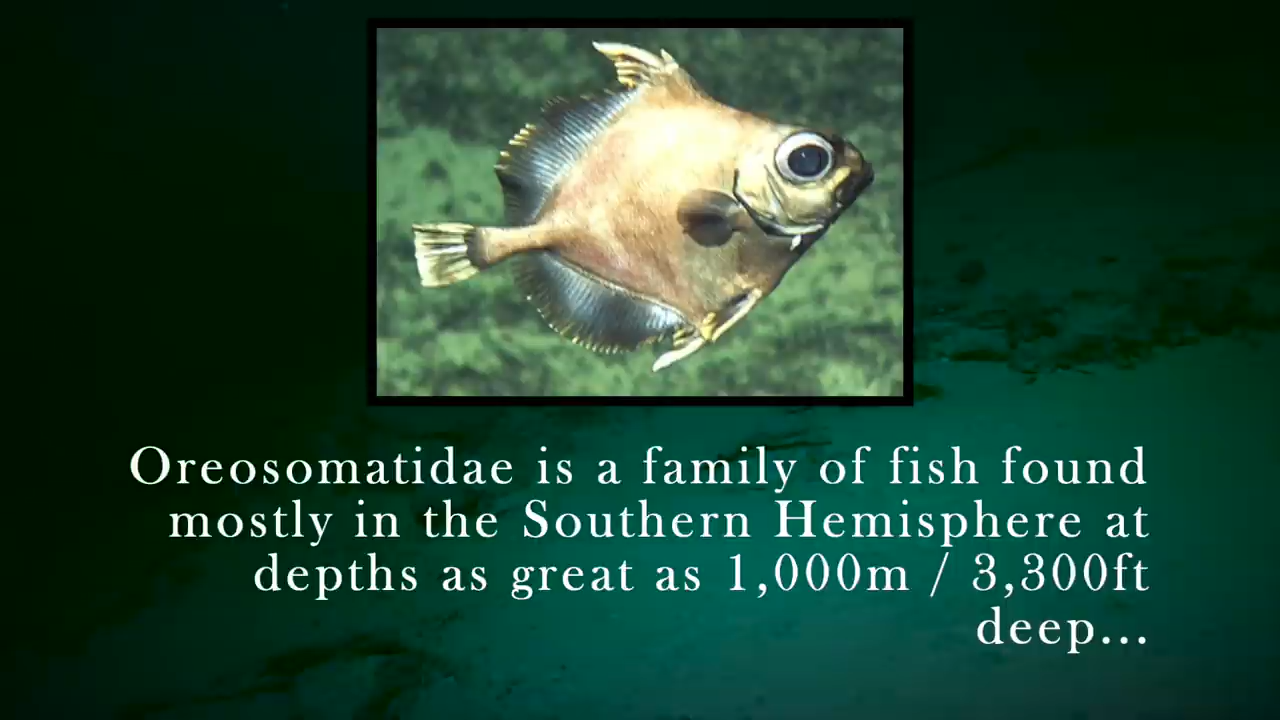 Oreosomatidae is a family of fish found
mostly in the Southern Hemisphere at
depths as great as 1,000m / 3,300ft
deep...